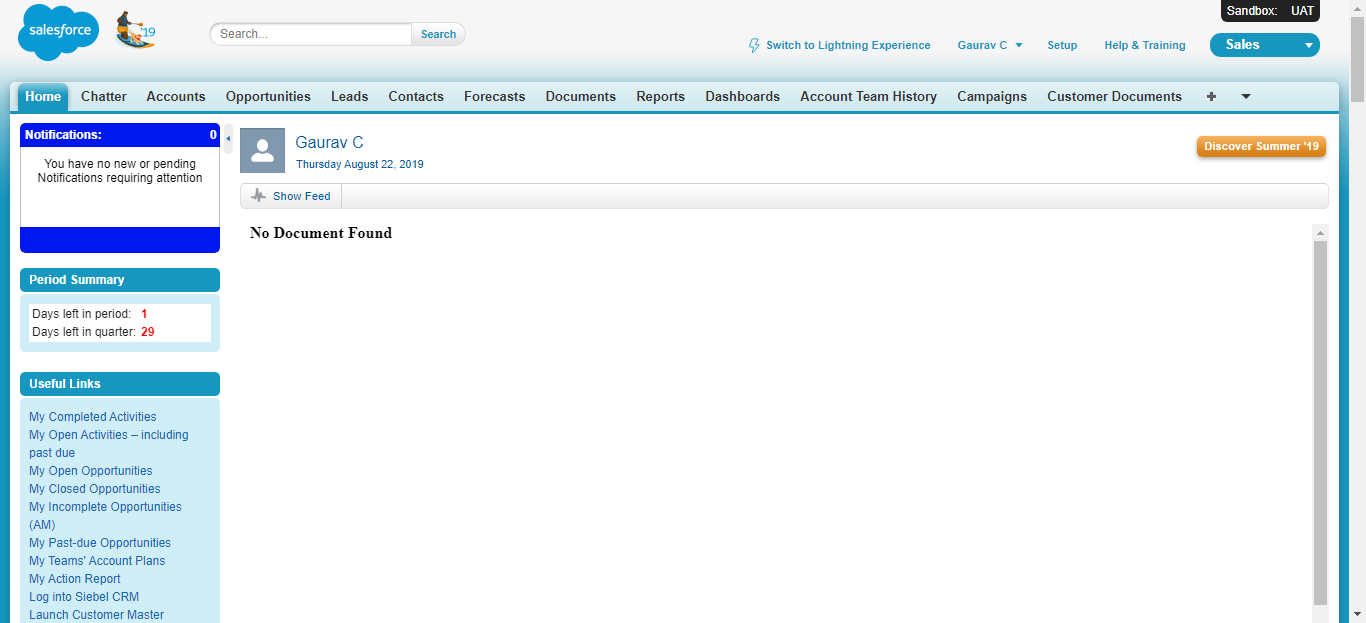 Sandbox: UAT
salesforce
'19
Search...
Search
Switch to Lightning Experience
Gaurav C
Setup
Help & Training
Sales
Home
Chatter
Accounts
Opportunities
Leads
Contacts
Forecasts
Documents
Reports
Dashboards
Account Team History
Campaigns
Customer Documents
Notifications: 0
You have no new or pending
Notifications requiring attention
Gaurav C
Thursday August 22, 2019
Discover Summer '19
Show Feed
No Document Found
Period Summary
Days left in period: 1
Days left in quarter: 29
Useful Links
My Completed Activities
My Open Activities – including
past due
My Open Opportunities
My Closed Opportunities
My Incomplete Opportunities
(AM)
My Past-due Opportunities
My Teams' Account Plans
My Action Report
Log into Siebel CRM
Launch Customer Master